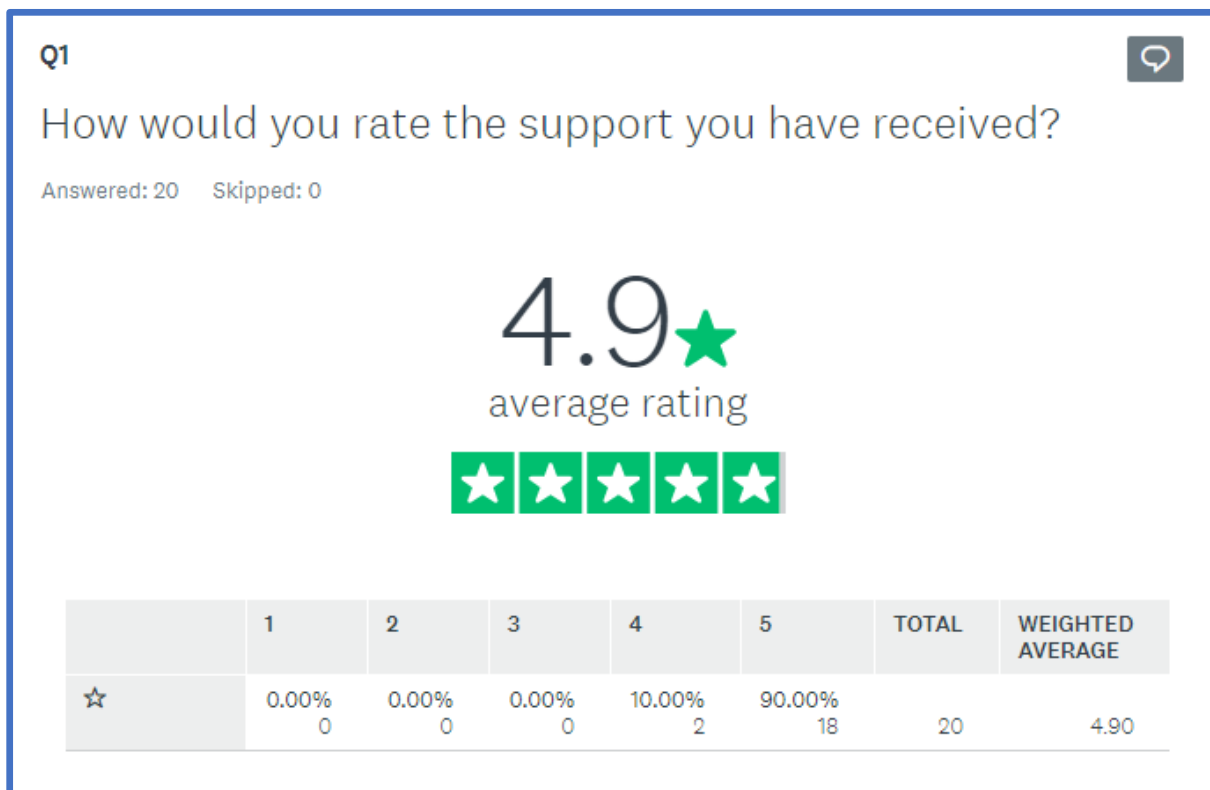 Q1
How would you rate the support you have received?
Answered: 20 Skipped: 0
4.9
average rating
1 2 3 4 5 TOTAL WEIGHTED AVERAGE
0.00% 0.00% 0.00% 10.00% 90.00%
0 0 0 2 18 20 4.90